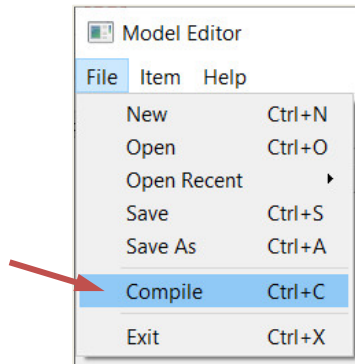 Model Editor
File Item Help
New Ctrl+N
Open Ctrl+O
Open Recent
Save Ctrl+S
Save As Ctrl+A
Compile Ctrl+C
Exit Ctrl+X